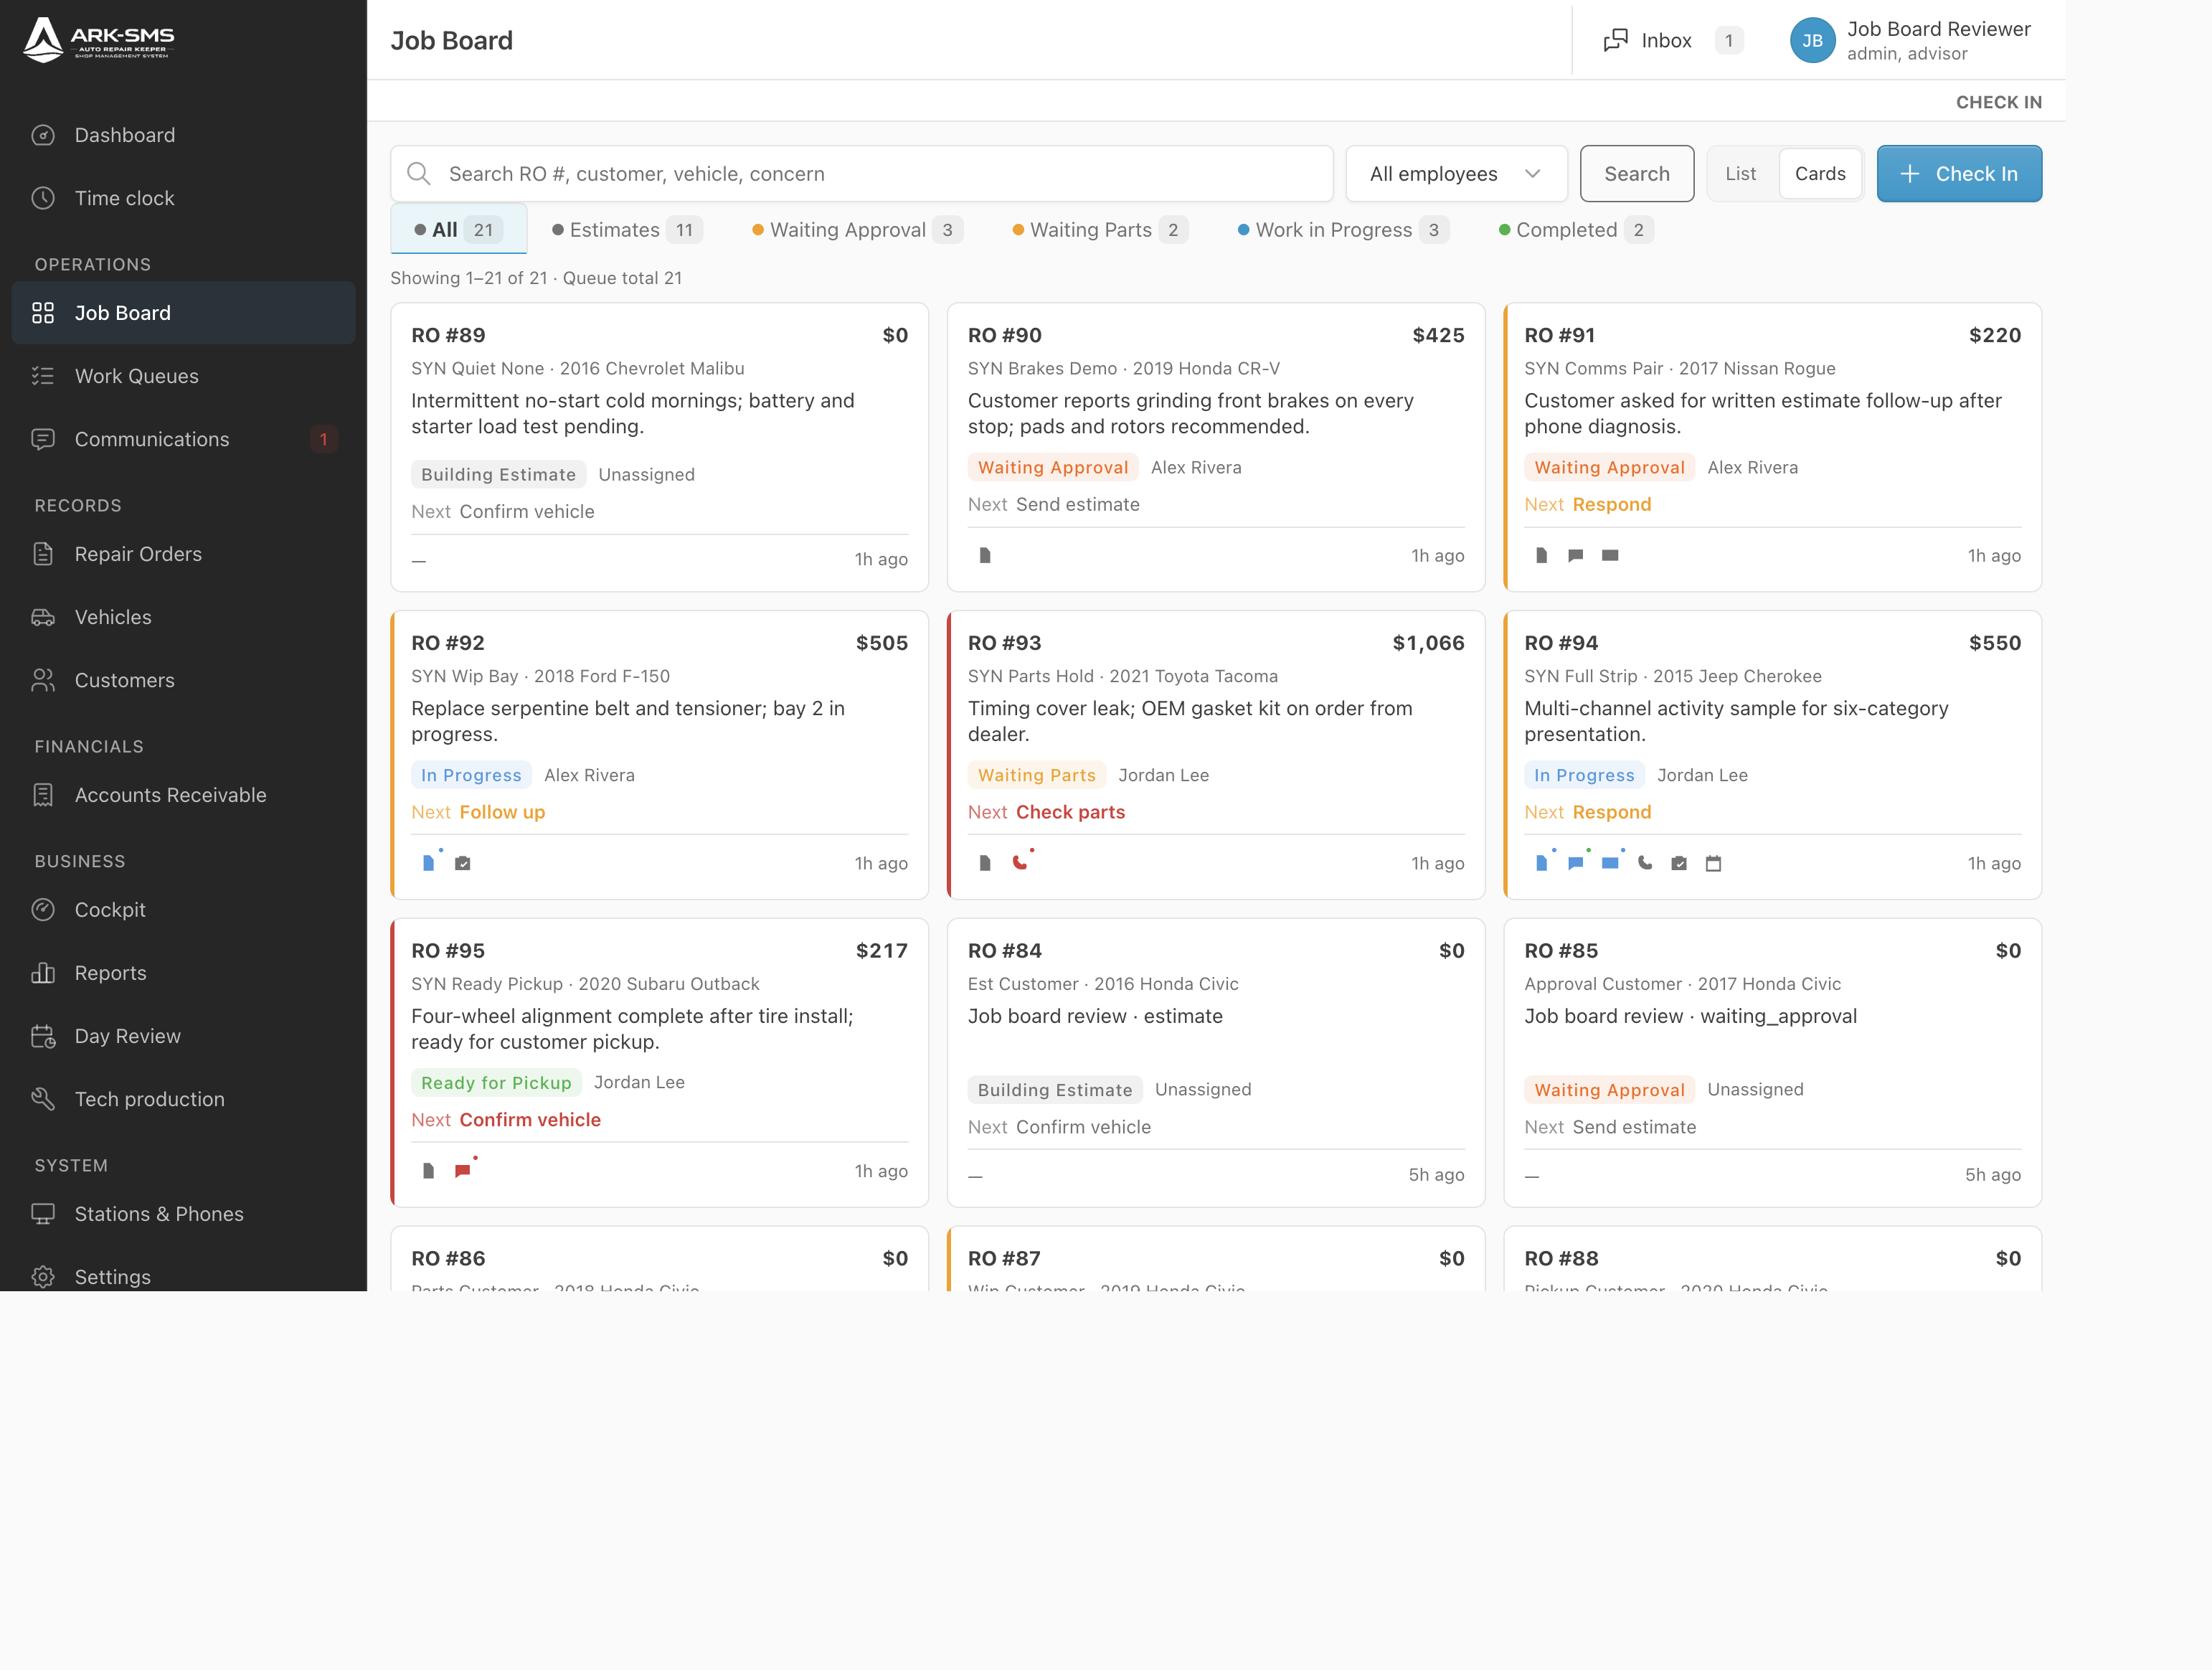 ARK-SMS
AUTO REPAIR KEEPER
SHOP MANAGEMENT SYSTEM
Dashboard
Time clock
OPERATIONS
Job Board
Work Queues
Communications 1
RECORDS
Repair Orders
Vehicles
Customers
FINANCIALS
Accounts Receivable
BUSINESS
Cockpit
Reports
Day Review
Tech production
SYSTEM
Stations & Phones
Settings
Job Board
Inbox 1
JB
Job Board Reviewer
admin, advisor
CHECK IN
Search RO #, customer, vehicle, concern
All employees
Search
List
Cards
Check In
All 21
Estimates 11
Waiting Approval 3
Waiting Parts 2
Work in Progress 3
Completed 2
Showing 1–21 of 21 · Queue total 21
RO #89 $0
SYN Quiet None · 2016 Chevrolet Malibu
Intermittent no-start cold mornings; battery and
starter load test pending.
Building Estimate Unassigned
Next Confirm vehicle
— 1h ago
RO #90 $425
SYN Brakes Demo · 2019 Honda CR-V
Customer reports grinding front brakes on every
stop; pads and rotors recommended.
Waiting Approval Alex Rivera
Next Send estimate
1h ago
RO #91 $220
SYN Comms Pair · 2017 Nissan Rogue
Customer asked for written estimate follow-up after
phone diagnosis.
Waiting Approval Alex Rivera
Next Respond
1h ago
RO #92 $505
SYN Wip Bay · 2018 Ford F-150
Replace serpentine belt and tensioner; bay 2 in
progress.
In Progress Alex Rivera
Next Follow up
1h ago
RO #93 $1,066
SYN Parts Hold · 2021 Toyota Tacoma
Timing cover leak; OEM gasket kit on order from
dealer.
Waiting Parts Jordan Lee
Next Check parts
1h ago
RO #94 $550
SYN Full Strip · 2015 Jeep Cherokee
Multi-channel activity sample for six-category
presentation.
In Progress Jordan Lee
Next Respond
1h ago
RO #95 $217
SYN Ready Pickup · 2020 Subaru Outback
Four-wheel alignment complete after tire install;
ready for customer pickup.
Ready for Pickup Jordan Lee
Next Confirm vehicle
1h ago
RO #84 $0
Est Customer · 2016 Honda Civic
Job board review · estimate
Building Estimate Unassigned
Next Confirm vehicle
— 5h ago
RO #85 $0
Approval Customer · 2017 Honda Civic
Job board review · waiting_approval
Waiting Approval Unassigned
Next Send estimate
— 5h ago
RO #86 $0
Parts Customer · 2018 Honda Civic
RO #87 $0
Wip Customer · 2019 Honda Civic
RO #88 $0
Pickup Customer · 2020 Honda Civic